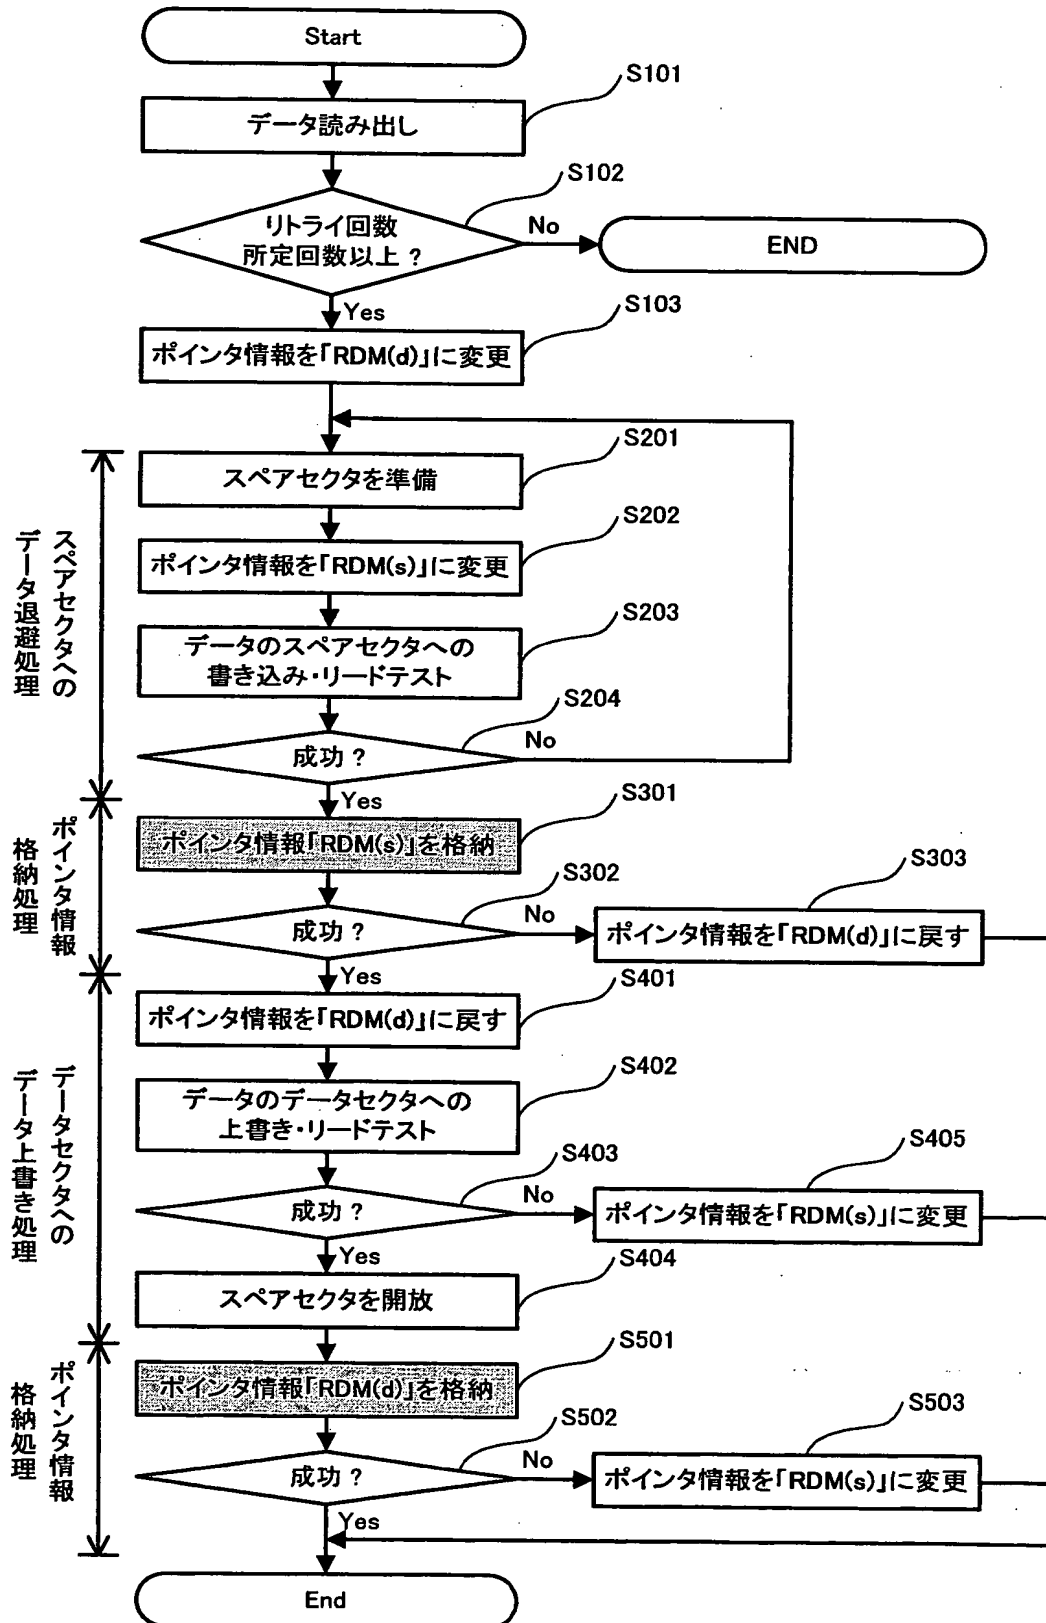 Start
S101
データ読み出し
S102
リトライ回数
所定回数以上？
No
END
Yes
S103
ポインタ情報を「RDM(d)」に変更
S201
スペアセクタを準備
S202
ポインタ情報を「RDM(s)」に変更
S203
データのスペアセクタへの
書き込み・リードテスト
S204
成功？
No
Yes
スペアセクタへの
データ退避処理
S301
ポインタ情報「RDM(s)」を格納
S302
成功？
No
S303
ポインタ情報を「RDM(d)」に戻す
Yes
ポインタ情報
格納処理
S401
ポインタ情報を「RDM(d)」に戻す
S402
データのデータセクタへの
上書き・リードテスト
S403
成功？
No
S405
ポインタ情報を「RDM(s)」に変更
Yes
S404
スペアセクタを開放
データセクタへの
データ上書き処理
S501
ポインタ情報「RDM(d)」を格納
S502
成功？
No
S503
ポインタ情報を「RDM(s)」に変更
Yes
ポインタ情報
格納処理
End